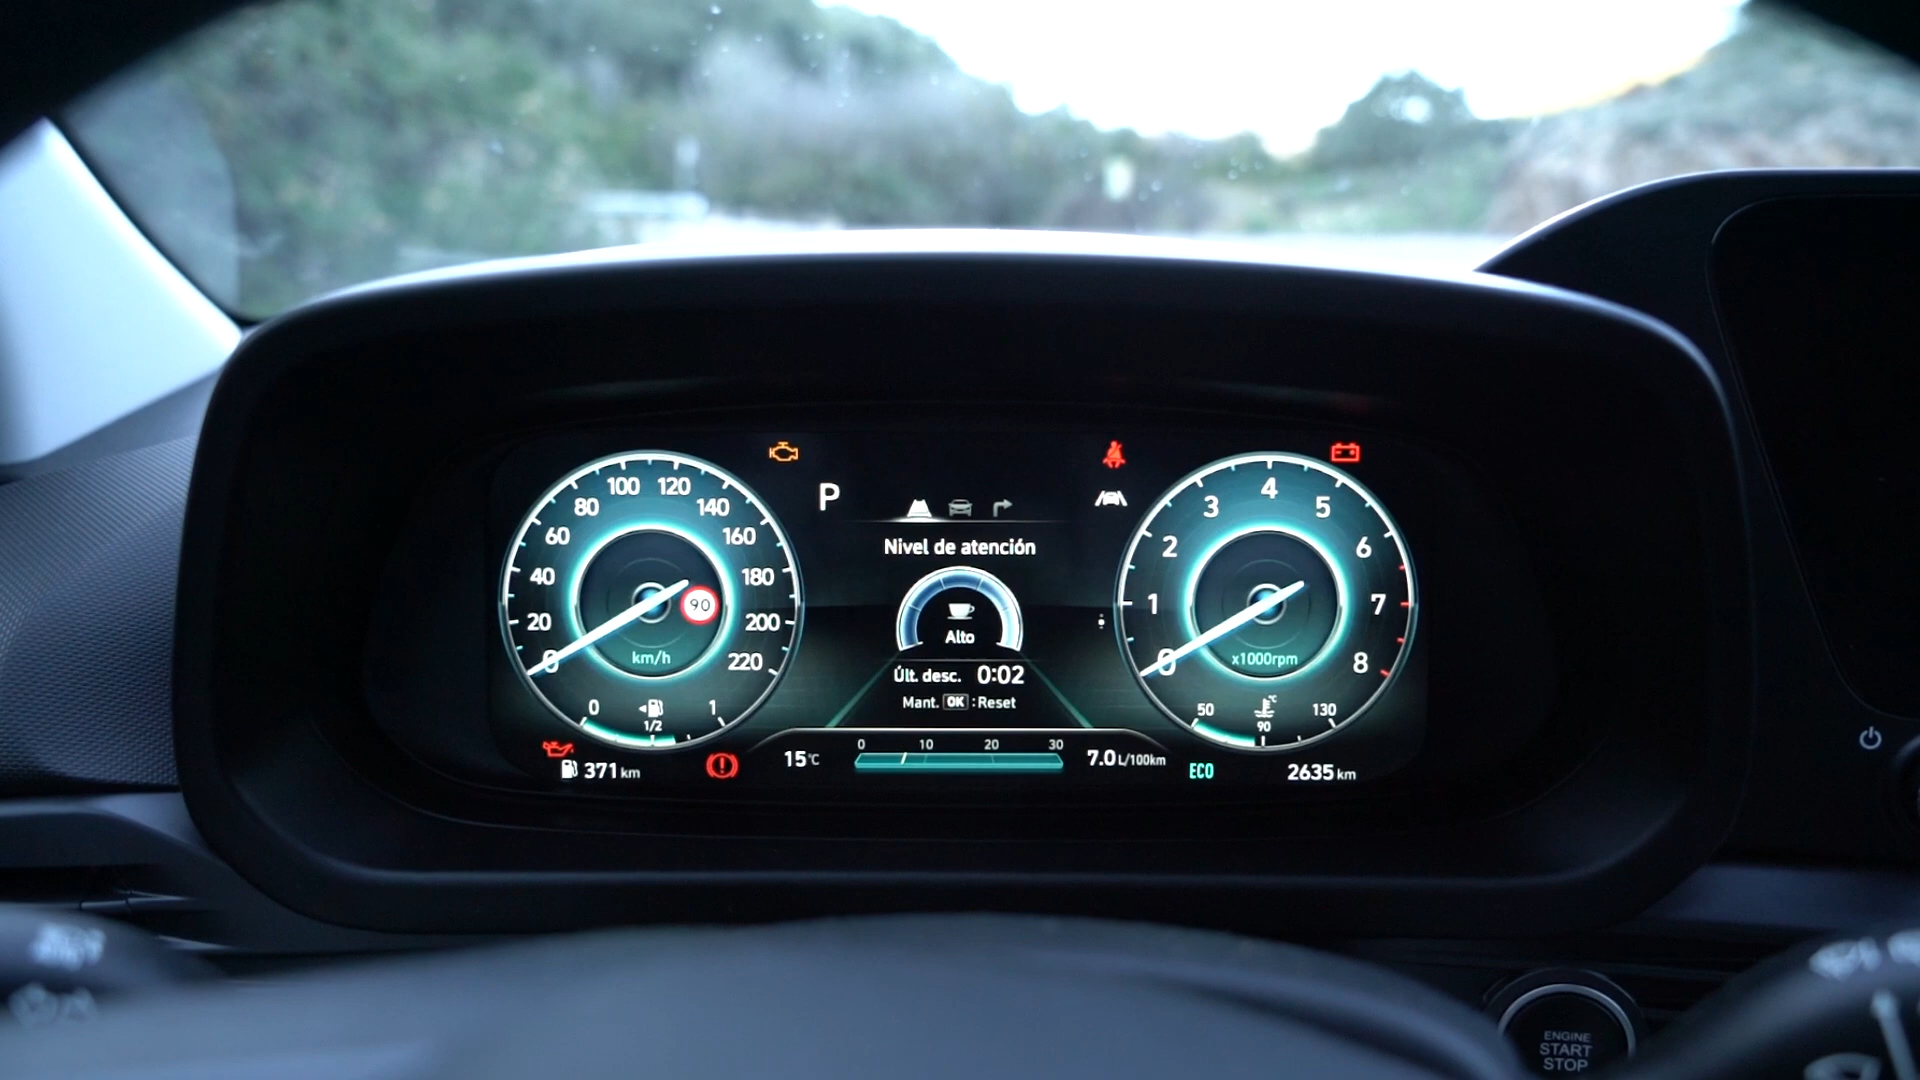 80
100
120
140
60
160
40
180
20
200
0
220
90
km/h
0
1/2
1
371 km
P
Nivel de atención
Alto
Últ. desc. 0:02
Mant. OK : Reset
15°C
0 10 20 30
7.0 L/100km
3
4
5
2
6
1
7
0
8
x1000rpm
50
°C
90
130
ECO
2635 km
ENGINE
START
STOP